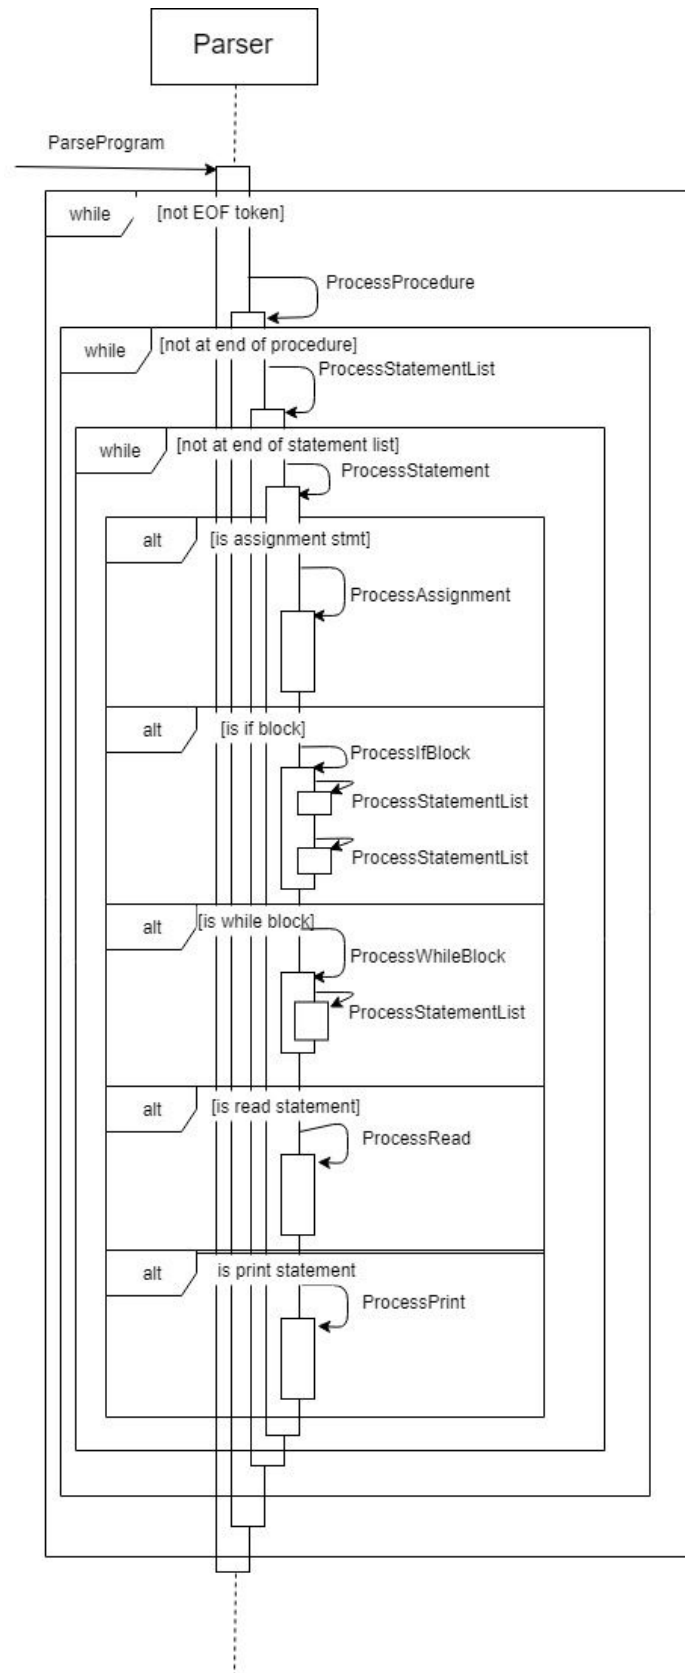 Parser
ParseProgram
while
[not EOF token]
ProcessProcedure
while
[not at end of procedure]
ProcessStatementList
while
[not at end of statement list]
ProcessStatement
alt
[is assignment stmt]
ProcessAssignment
alt
[is if block]
ProcessIfBlock
ProcessStatementList
ProcessStatementList
alt
[is while block]
ProcessWhileBlock
ProcessStatementList
alt
[is read statement]
ProcessRead
alt
is print statement
ProcessPrint